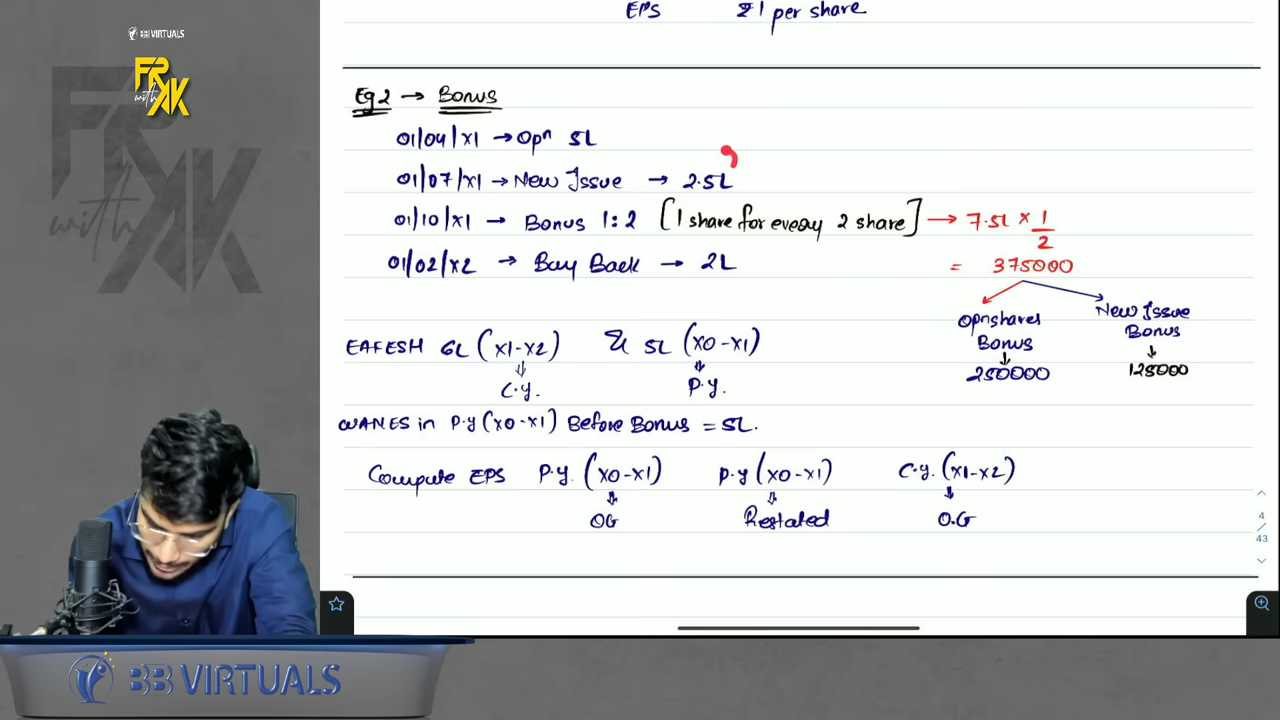 BB VIRTUALS
FR
with
AK
EPS ₹1 per share
Eg2 → Bonus
01/04/X1 → Opn 5L
01/07/X1 → New Issue → 2.5L
01/10/X1 → Bonus 1:2 [1 share for every 2 share] → 7.5L × 1/2
= 375000
01/02/X2 → Buy Back → 2L
Opnshares Bonus
↓
250000
New Issue Bonus
↓
125000
EAFESH 6L (X1-X2) & 5L (X0-X1)
⇓ C.Y. ⇓ P.Y.
WANES in P.Y (X0-X1) Before Bonus = 5L.
Compute EPS P.Y. (X0-X1) P.Y (X0-X1) C.Y. (X1-X2)
⇓ OG ⇓ Restated ⇓ O.G
4
/
43
BB VIRTUALS